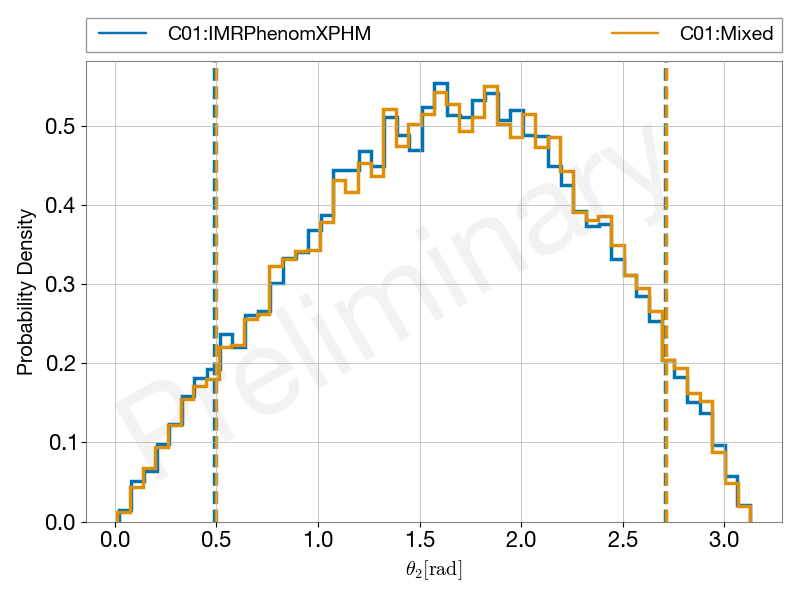 C01:IMRPhenomXPHM C01:Mixed
Probability Density
0.5
0.4
0.3
0.2
0.1
0.0
Preliminary
0.0 0.5 1.0 1.5 2.0 2.5 3.0
θ₂[rad]